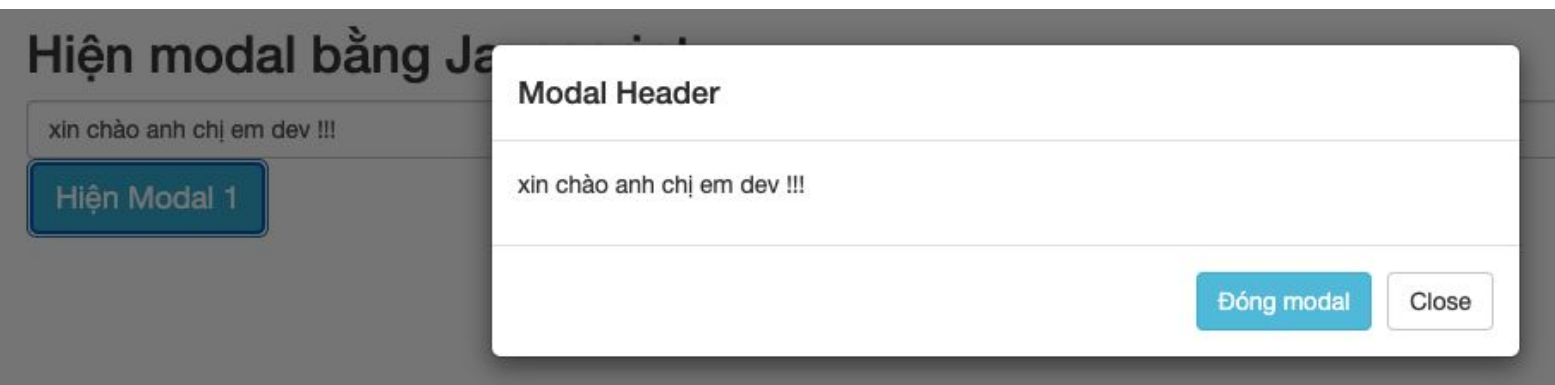 Hiện modal bằng Ja
xin chào anh chị em dev !!!
Hiện Modal 1
Modal Header
xin chào anh chị em dev !!!
Đóng modal Close